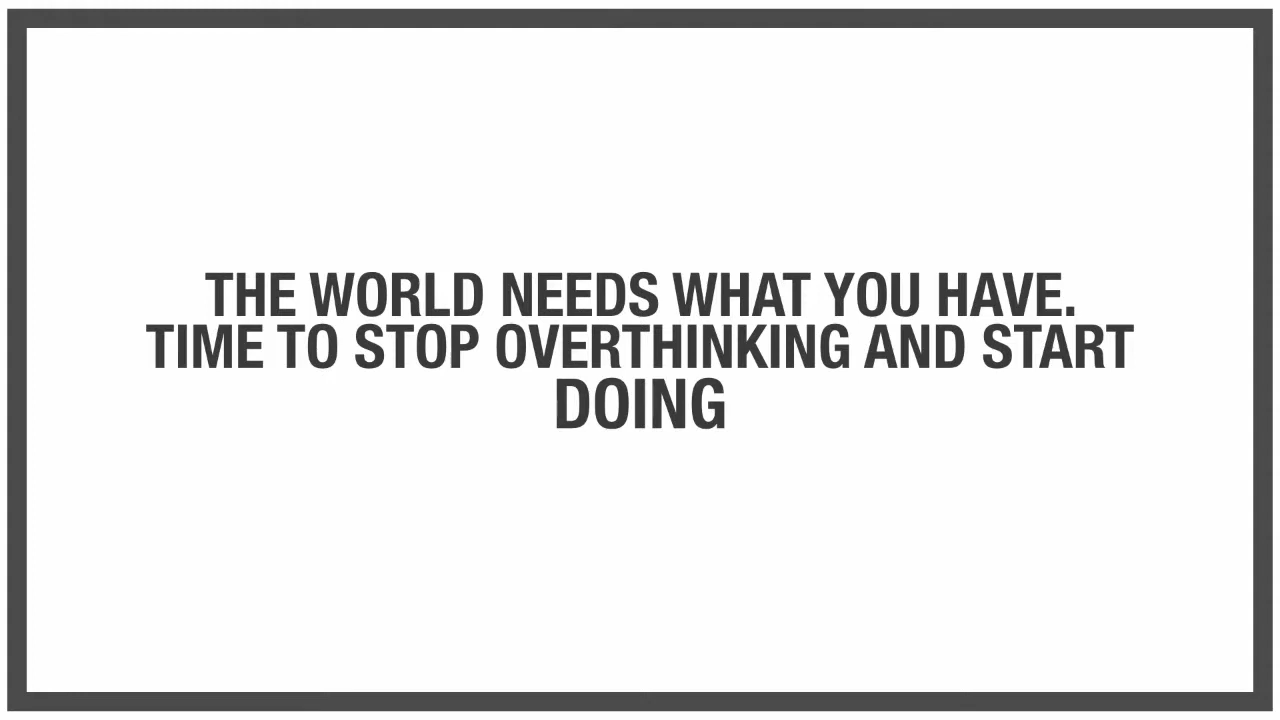 THE WORLD NEEDS WHAT YOU HAVE.
TIME TO STOP OVERTHINKING AND START
DOING